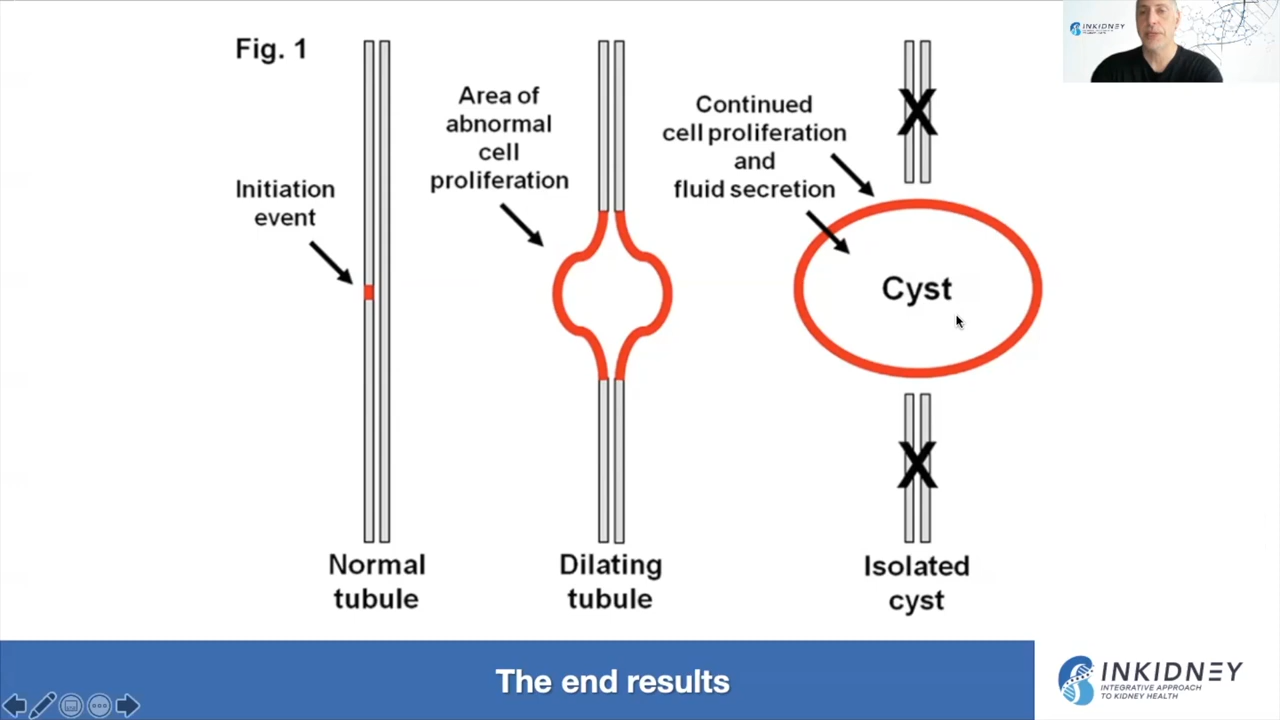 Fig. 1
Initiation
event
Area of
abnormal
cell
proliferation
Continued
cell proliferation
and
fluid secretion
X
Cyst
X
Normal
tubule
Dilating
tubule
Isolated
cyst
The end results
INKIDNEY
INTEGRATIVE APPROACH
TO KIDNEY HEALTH
INKIDNEY